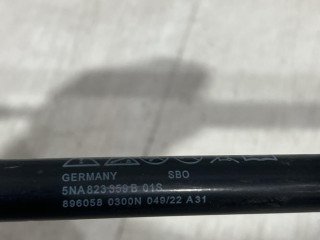 GERMANY SBO
5NA 823 359 B 01S
896058 0300N 049/22 A31